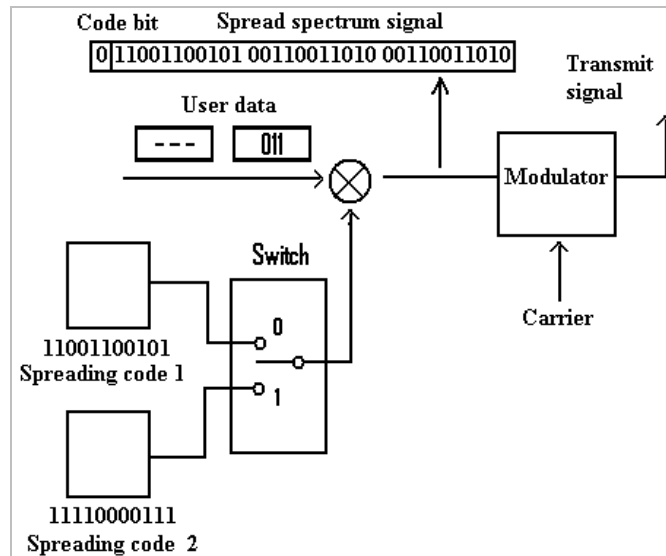 Code bit Spread spectrum signal
0 11001100101 00110011010 00110011010
Transmit
signal
User data
--- 011
Modulator
Switch
0
Carrier
11001100101
Spreading code 1
1
11110000111
Spreading code 2